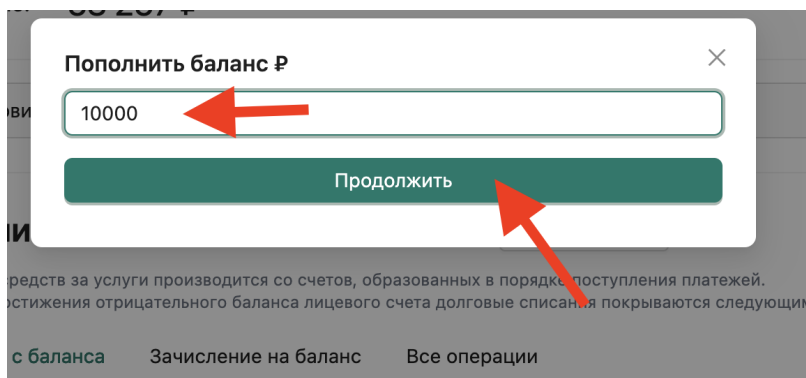 Пополнить баланс ₽
10000
Продолжить
средств за услуги производится со счетов, образованных в порядке поступления платежей.
достижения отрицательного баланса лицевого счета долговые списания покрываются следующим
с баланса Зачисление на баланс Все операции